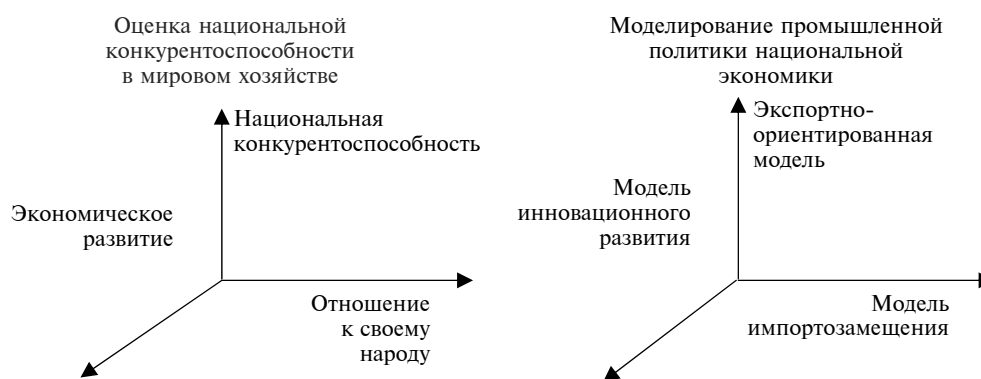 Оценка национальной
конкурентоспособности
в мировом хозяйстве
Национальная
конкурентоспособность
Экономическое
развитие
Отношение
к своему
народу
Моделирование промышленной
политики национальной
экономики
Экспортно-
ориентированная
модель
Модель
инновационного
развития
Модель
импортозамещения